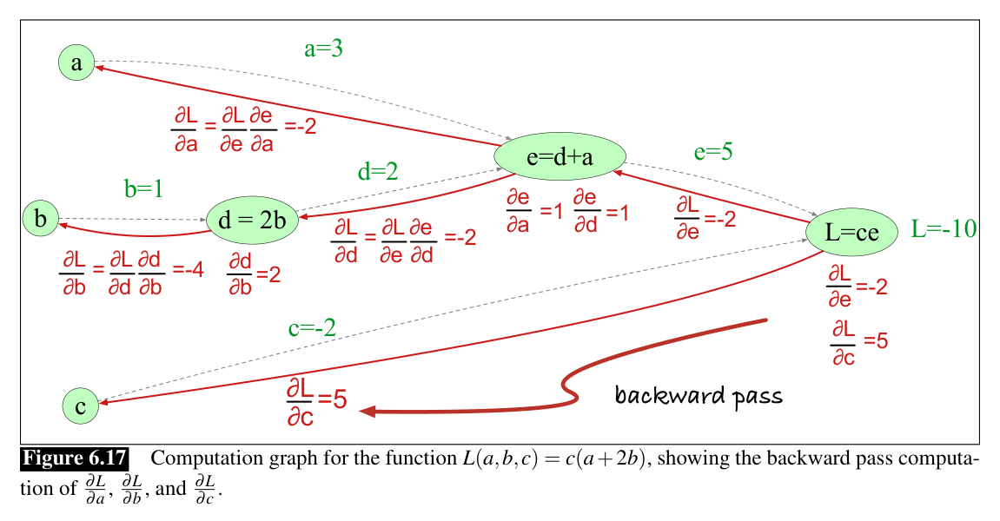 a=3
a
∂L/∂a = ∂L/∂e ∂e/∂a =-2
e=d+a
e=5
d=2
b=1
b
d = 2b
∂e/∂a =1 ∂e/∂d =1
∂L/∂e =-2
L=ce
L=-10
∂L/∂d = ∂L/∂e ∂e/∂d =-2
∂L/∂b = ∂L/∂d ∂d/∂b =-4
∂d/∂b =2
∂L/∂e =-2
c=-2
∂L/∂c =5
c
∂L/∂c =5
backward pass
Figure 6.17 Computation graph for the function L(a,b,c) = c(a+2b), showing the backward pass computa-
tion of ∂L/∂a, ∂L/∂b, and ∂L/∂c.